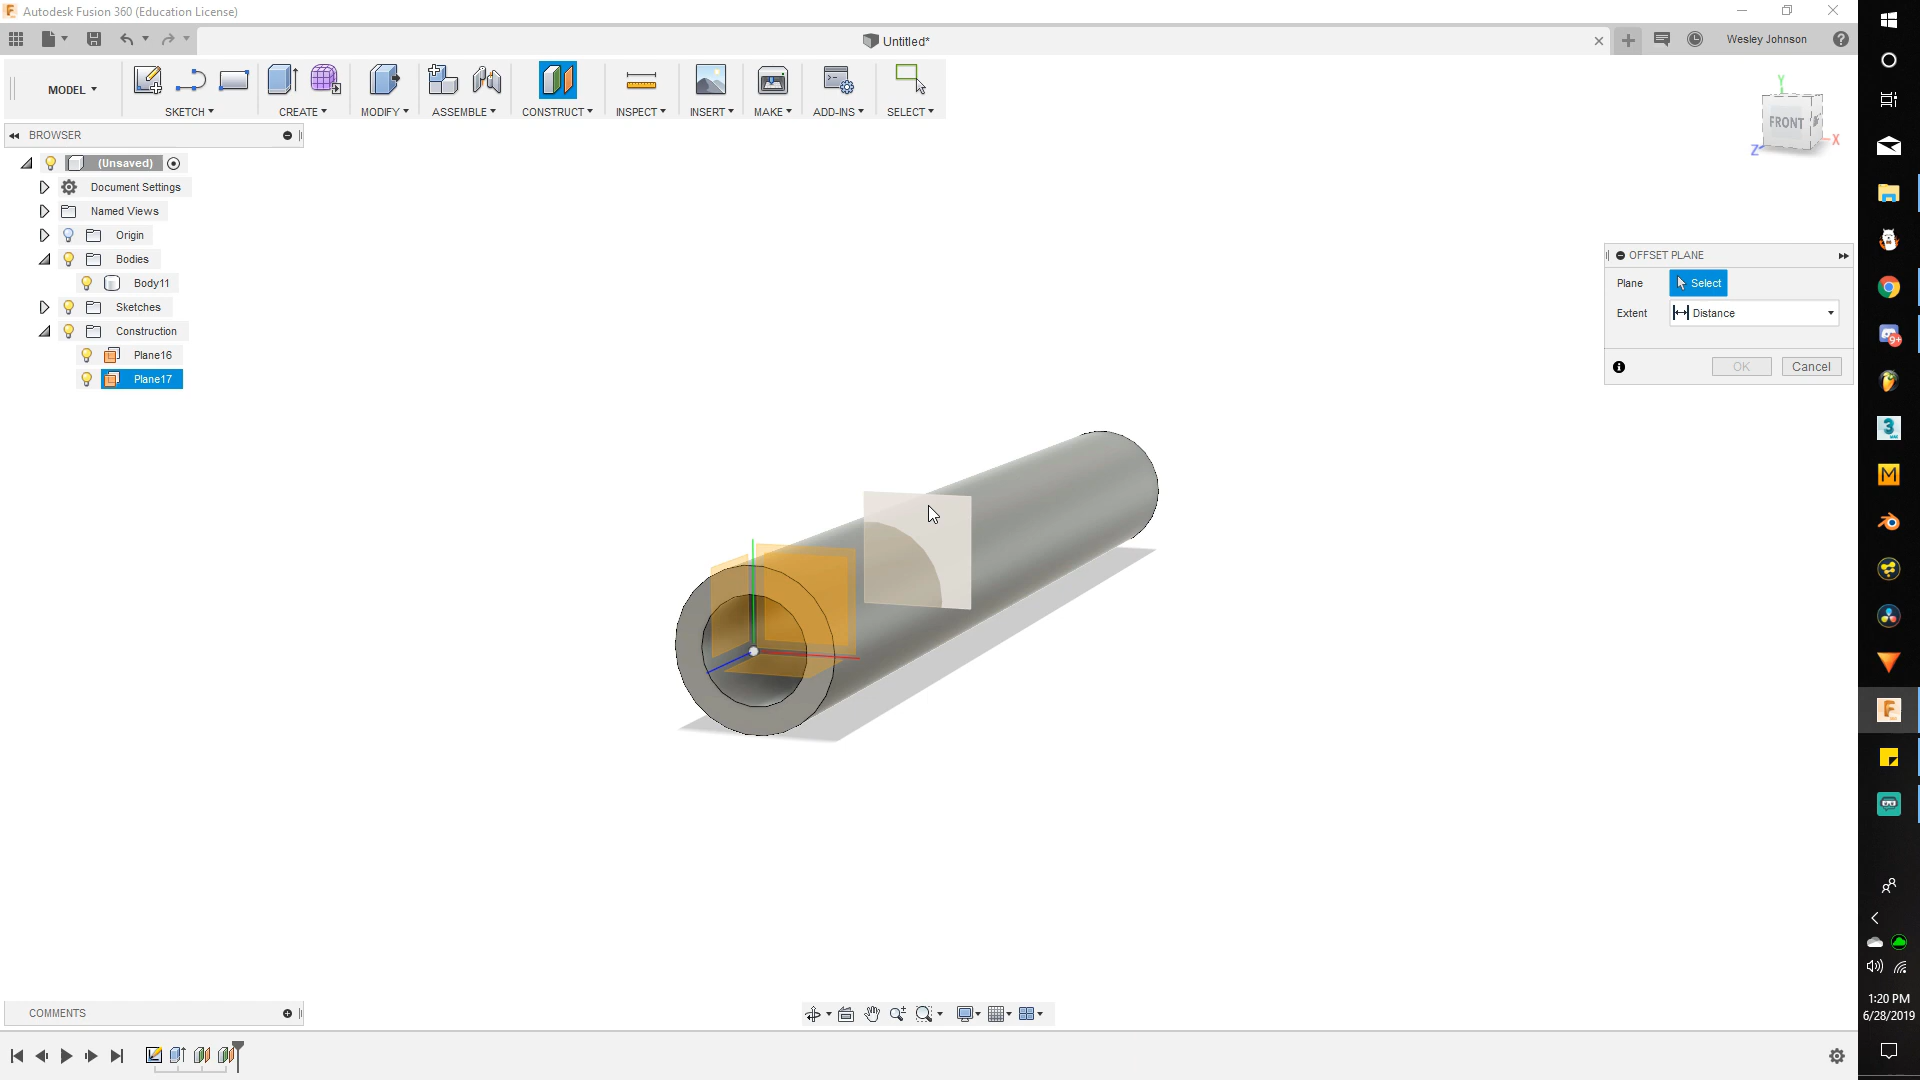 Autodesk Fusion 360 (Education License)
Untitled*
Wesley Johnson
MODEL
SKETCH
CREATE
MODIFY
ASSEMBLE
CONSTRUCT
INSPECT
INSERT
MAKE
ADD-INS
SELECT
Y
FRONT
X
Z
BROWSER
(Unsaved)
Document Settings
Named Views
Origin
Bodies
Body11
Sketches
Construction
Plane16
Plane17
OFFSET PLANE
Plane
Select
Extent
Distance
OK
Cancel
COMMENTS
9+
3
M
F
1:20 PM
6/28/2019